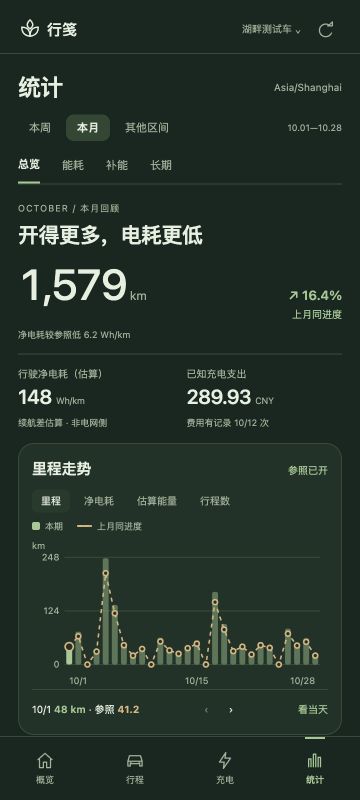 行笺
湖畔测试车
统计
Asia/Shanghai
本周 本月 其他区间 10.01—10.28
总览 能耗 补能 长期
OCTOBER / 本月回顾
开得更多，电耗更低
1,579 km
↗ 16.4%
上月同进度
净电耗较参照低 6.2 Wh/km
行驶净电耗（估算） 已知充电支出
148 Wh/km 289.93 CNY
续航差估算 · 非电网侧 费用有记录 10/12 次
里程走势 参照已开
里程 净电耗 估算能量 行程数
本期 上月同进度
km
248
124
0
10/1 10/15 10/28
10/1 48 km · 参照 41.2 ‹ › 看当天
概览 行程 充电 统计